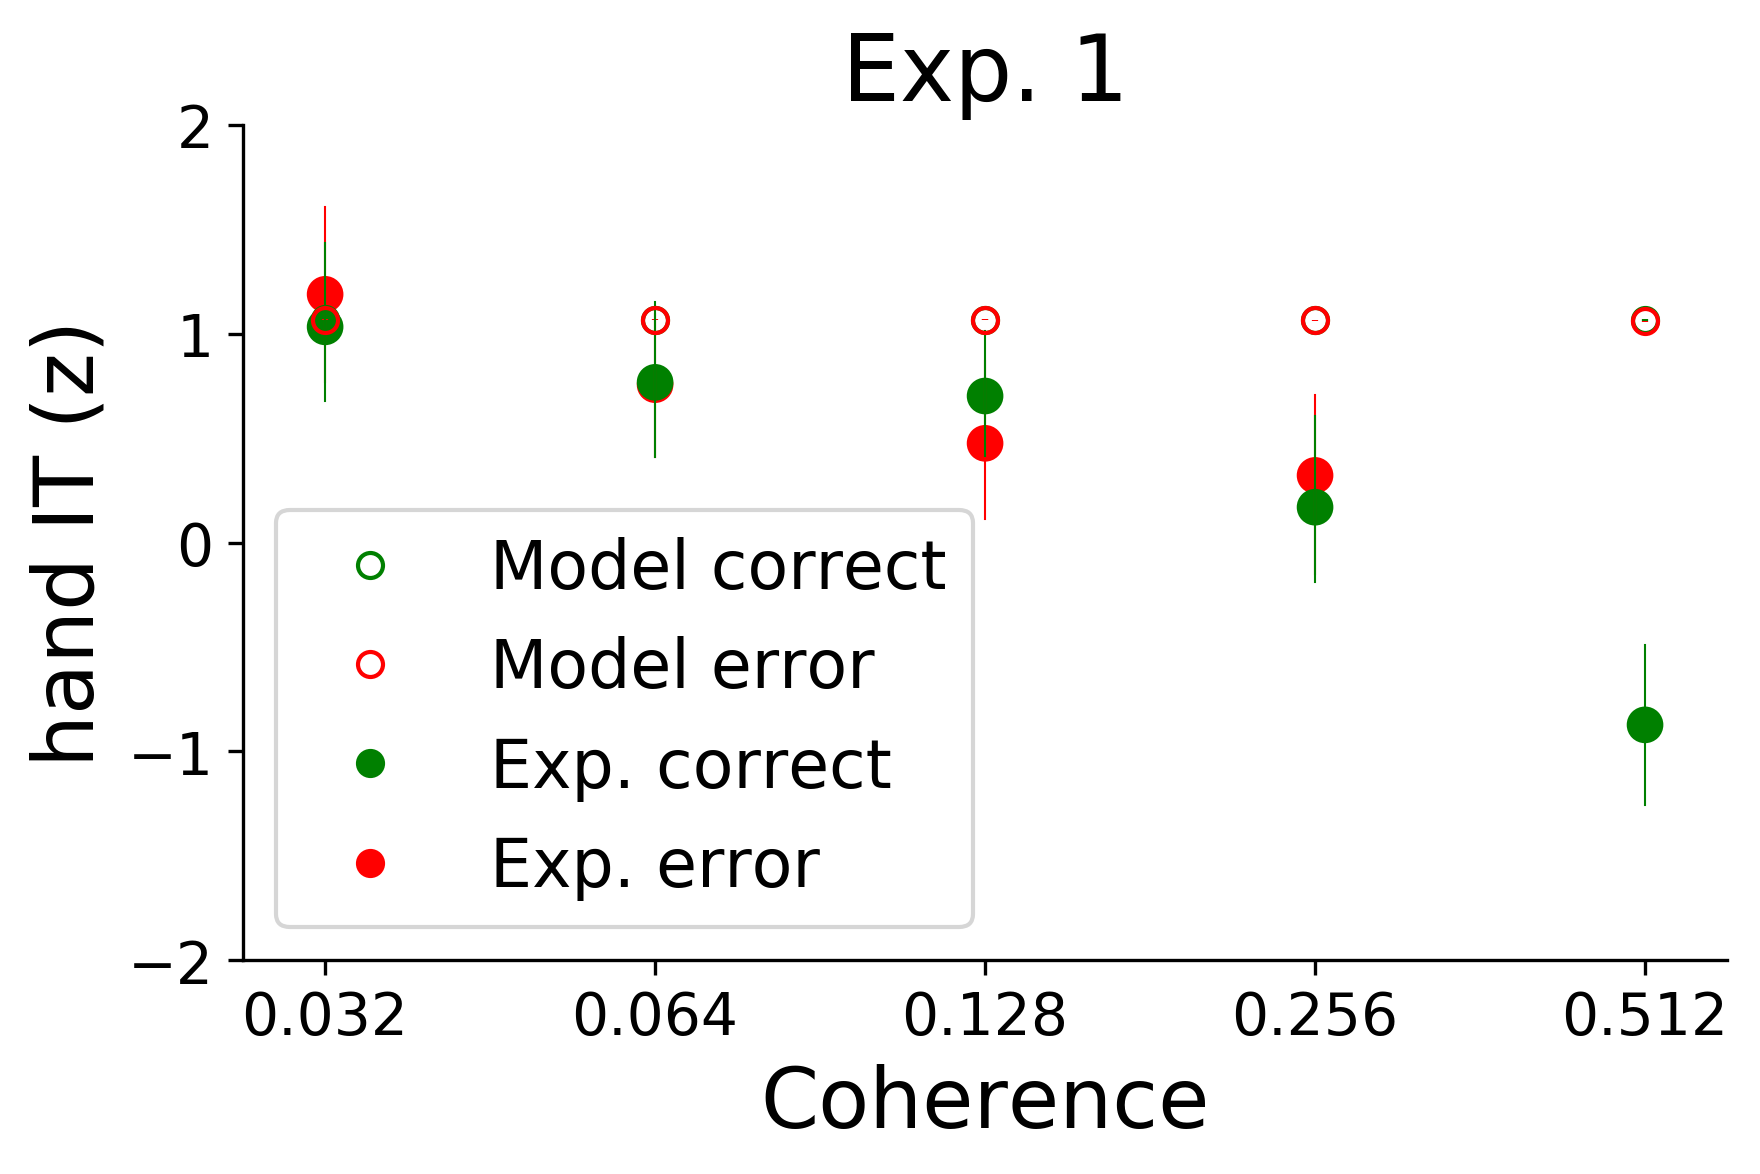 Exp. 1
hand IT (z)
2
1
0
−1
−2
Model correct
Model error
Exp. correct
Exp. error
0.032 0.064 0.128 0.256 0.512
Coherence